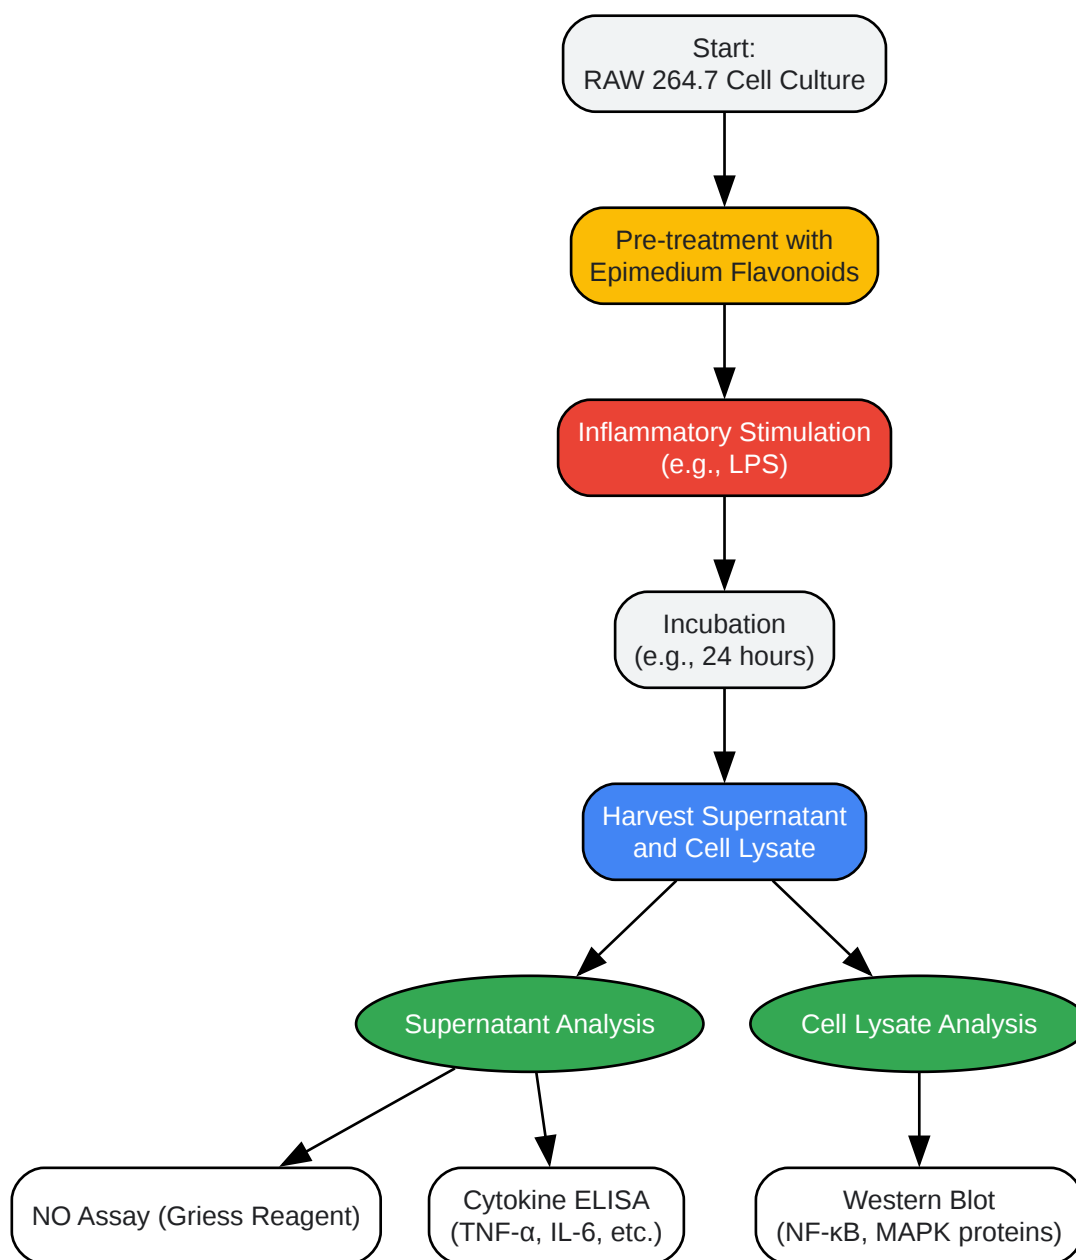 Start:
RAW 264.7 Cell Culture
Pre-treatment with
Epimedium Flavonoids
Inflammatory Stimulation
(e.g., LPS)
Incubation
(e.g., 24 hours)
Harvest Supernatant
and Cell Lysate
Supernatant Analysis
Cell Lysate Analysis
NO Assay (Griess Reagent)
Cytokine ELISA
(TNF-α, IL-6, etc.)
Western Blot
(NF-κB, MAPK proteins)